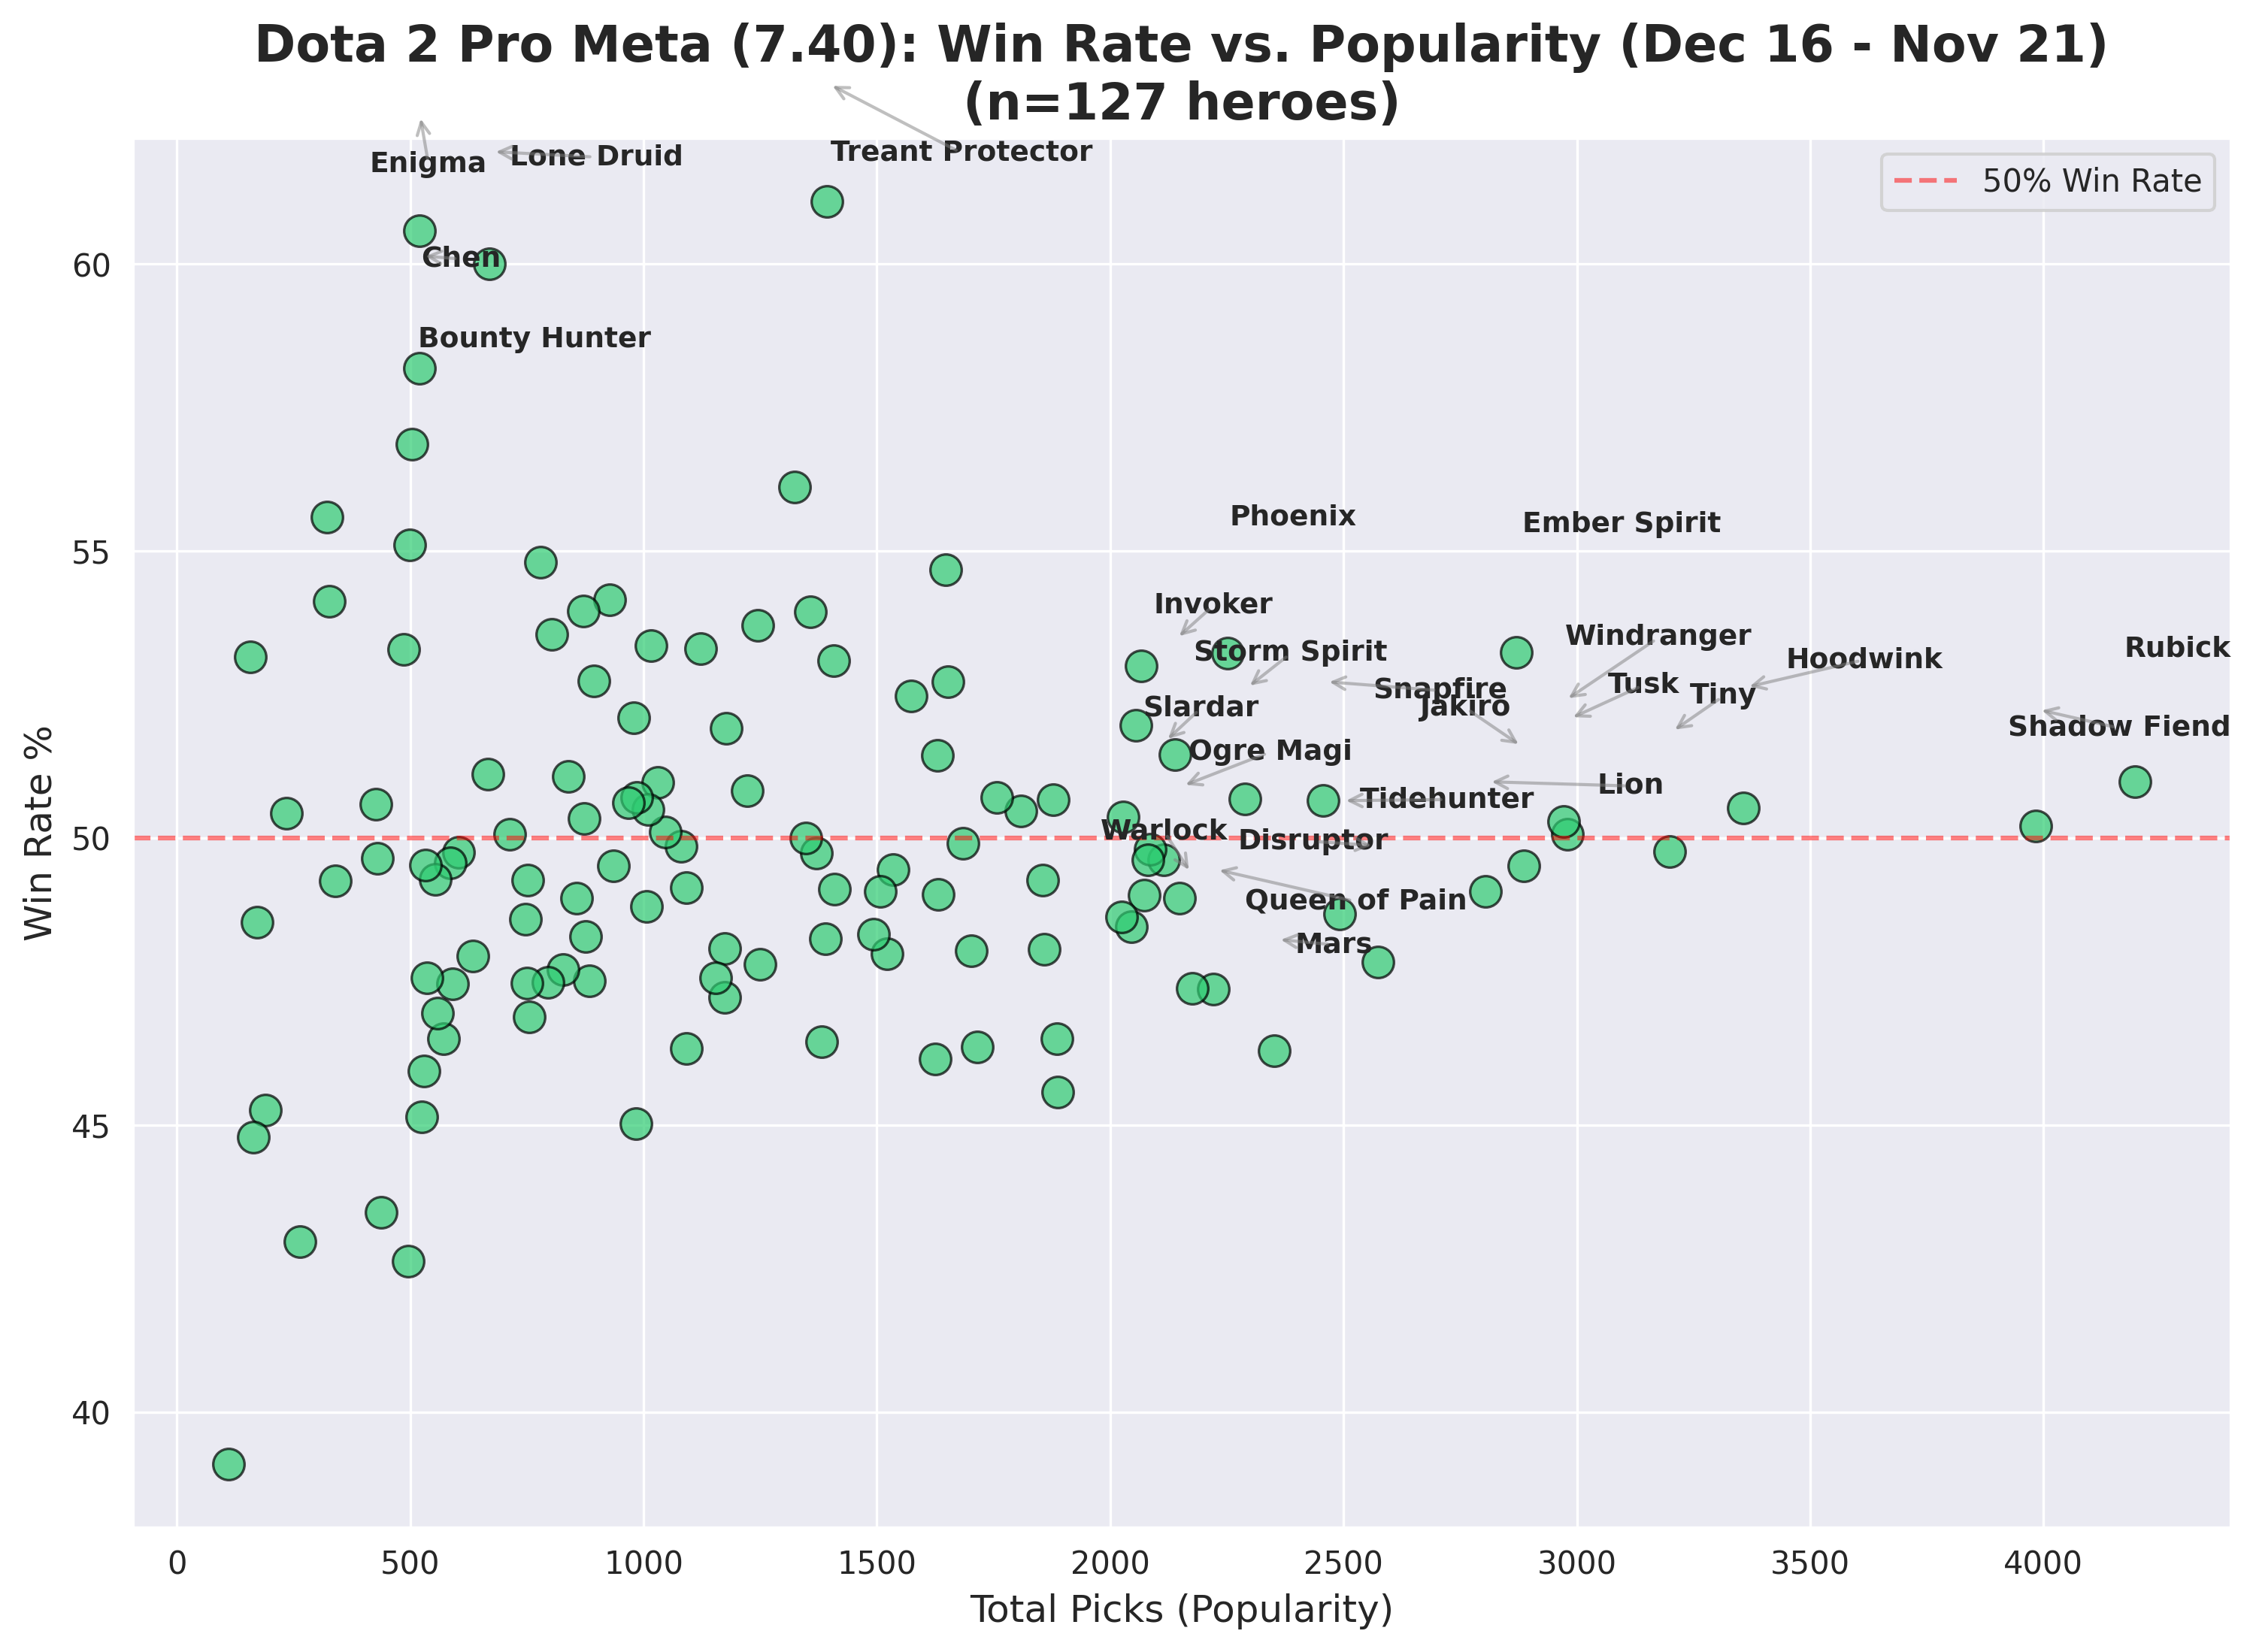 Dota 2 Pro Meta (7.40): Win Rate vs. Popularity (Dec 16 - Nov 21)
(n=127 heroes)
Treant Protector
Lone Druid
Enigma
50% Win Rate
Chen
Bounty Hunter
Phoenix
Ember Spirit
Invoker
Windranger
Rubick
Storm Spirit
Hoodwink
Tusk
Snapfire
Tiny
Jakiro
Slardar
Shadow Fiend
Ogre Magi
Lion
Tidehunter
Warlock
Disruptor
Queen of Pain
Mars
60
55
50
45
40
Win Rate %
0 500 1000 1500 2000 2500 3000 3500 4000
Total Picks (Popularity)